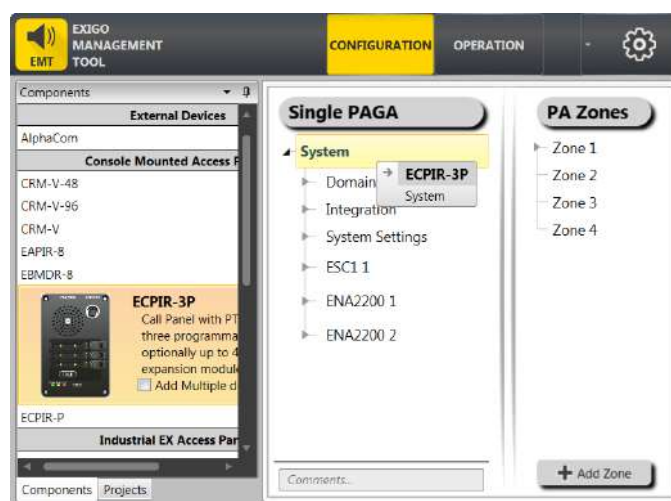 EXIGO
MANAGEMENT
TOOL
EMT
CONFIGURATION
OPERATION
Components
External Devices
AlphaCom
Console Mounted Access P
CRM-V-48
CRM-V-96
CRM-V
EAPIR-8
EBMDR-8
ECPIR-3P
Call Panel with PT
three programma
optionally up to 4
expansion module
Add Multiple d
ECPIR-P
Industrial EX Access Par
Components Projects
Single PAGA
System
ECPIR-3P
System
Domain
Integration
System Settings
ESC1 1
ENA2200 1
ENA2200 2
Comments...
PA Zones
Zone 1
Zone 2
Zone 3
Zone 4
+ Add Zone